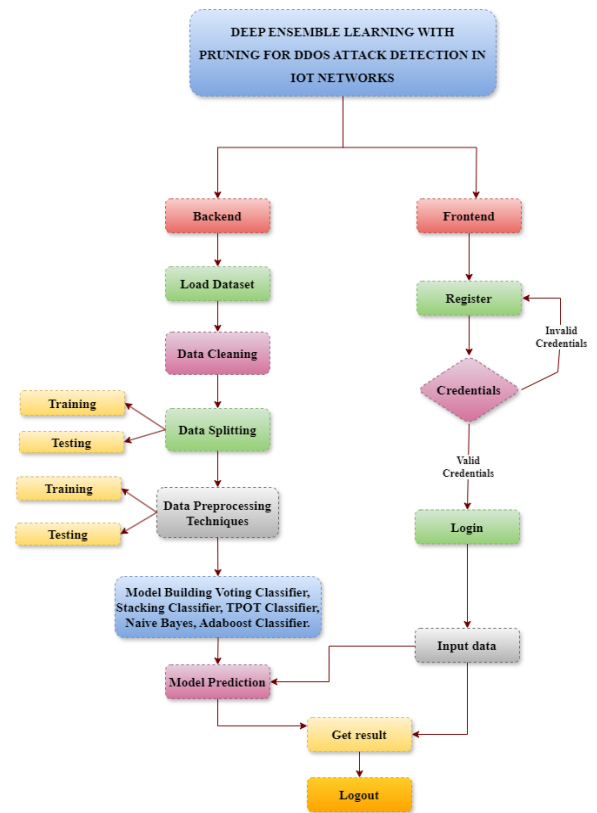 DEEP ENSEMBLE LEARNING WITH
PRUNING FOR DDOS ATTACK DETECTION IN
IOT NETWORKS
Backend
Frontend
Load Dataset
Register
Invalid
Credentials
Data Cleaning
Credentials
Training
Data Splitting
Testing
Valid
Credentials
Training
Data Preprocessing
Techniques
Testing
Login
Model Building Voting Classifier,
Stacking Classifier, TPOT Classifier,
Naive Bayes, Adaboost Classifier.
Input data
Model Prediction
Get result
Logout